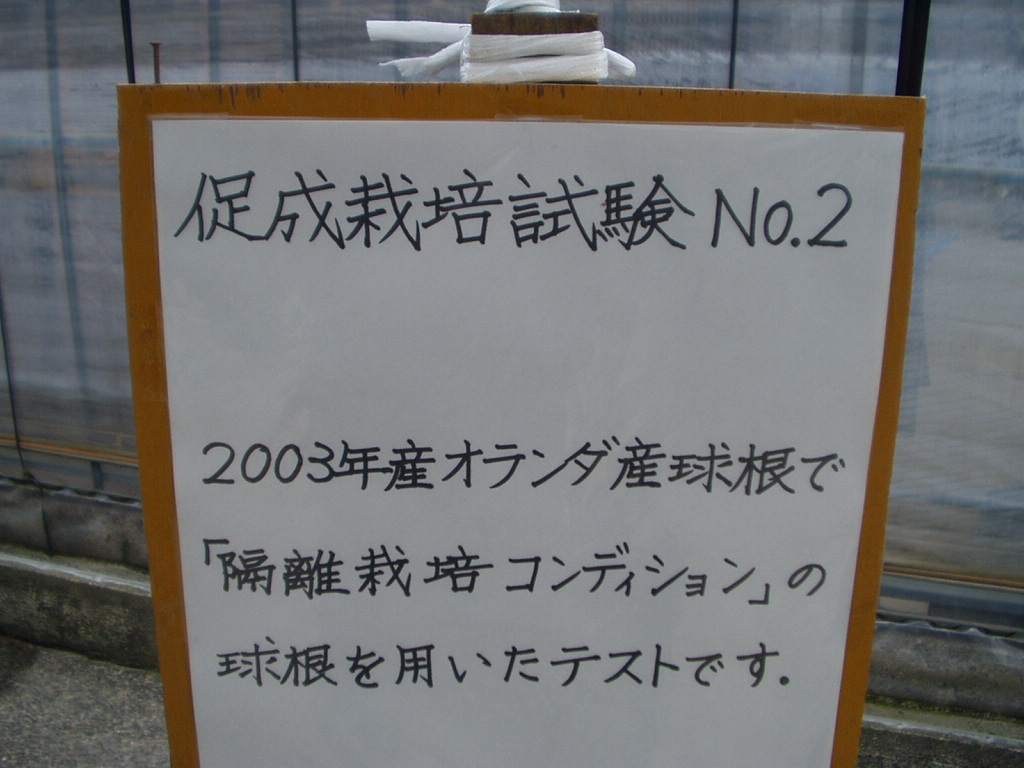 促成栽培試験 No.2
2003年産オランダ産球根で
「隔離栽培コンディション」の
球根を用いたテストです.